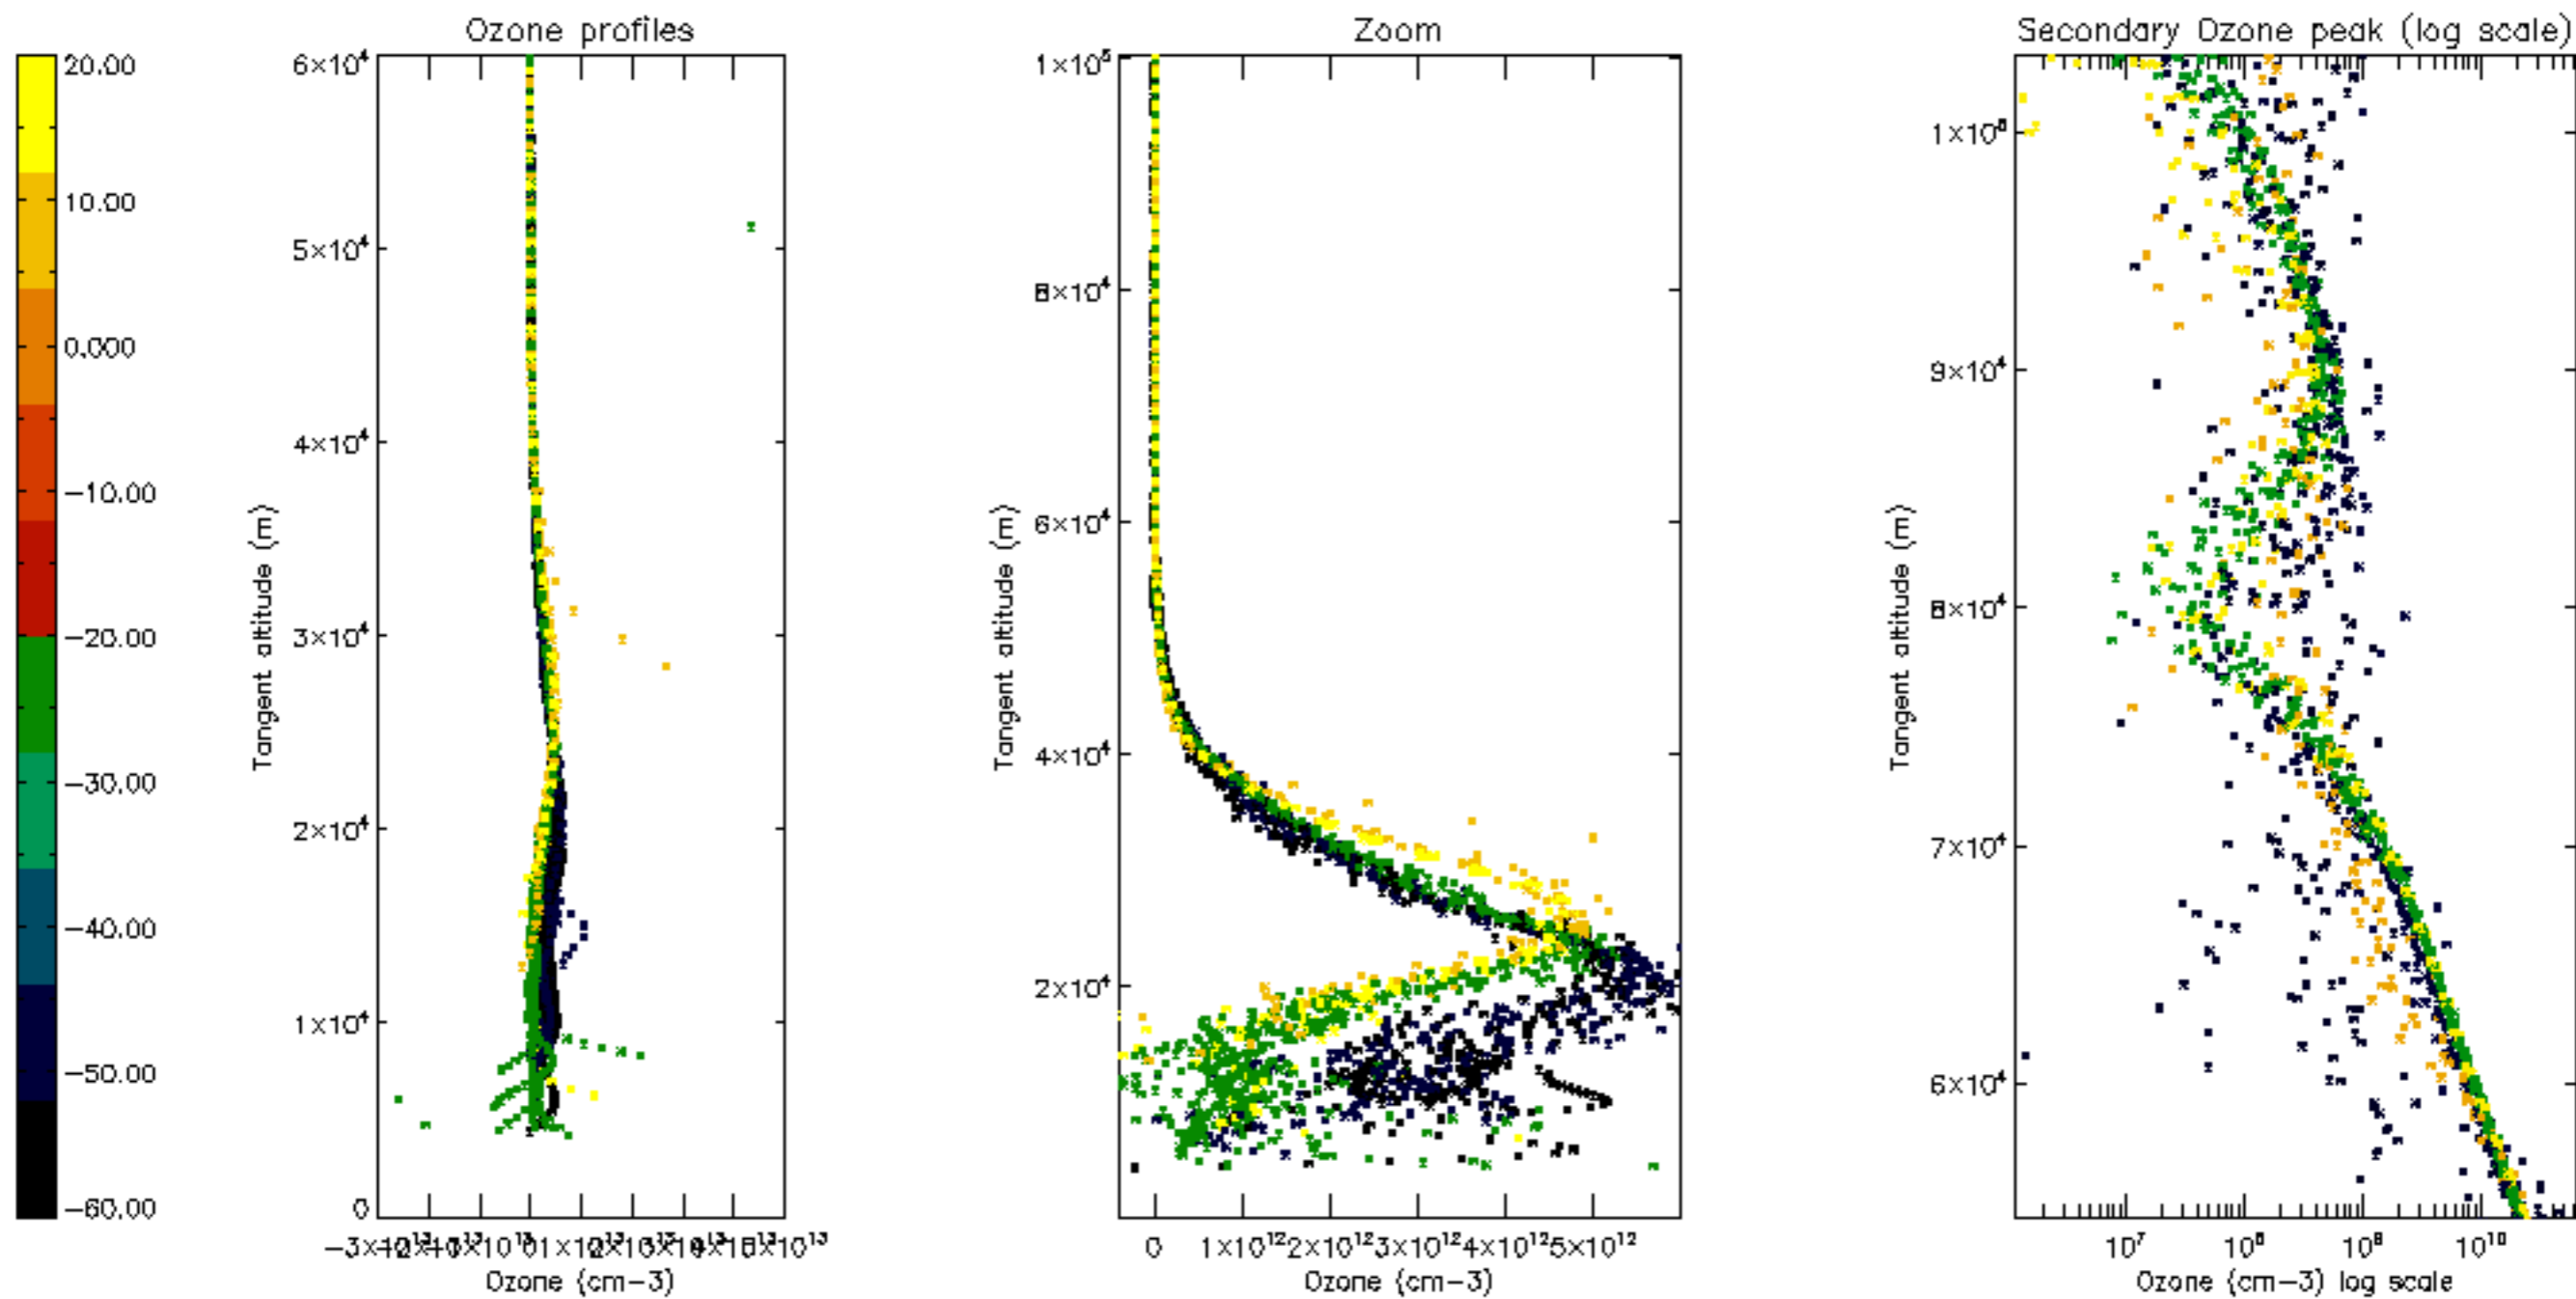 Ozone profiles
Zoom
Secondary Ozone peak (log scale)
20.00
10.00
0.000
−10.00
−20.00
−30.00
−40.00
−50.00
−60.00
6×10⁴
5×10⁴
4×10⁴
3×10⁴
2×10⁴
1×10⁴
0
Tangent altitude (m)
Ozone (cm−3)
1×10⁵
8×10⁴
6×10⁴
4×10⁴
2×10⁴
Tangent altitude (m)
0 1×10¹² 2×10¹² 3×10¹² 4×10¹² 5×10¹²
Ozone (cm−3)
1×10⁵
9×10⁴
8×10⁴
7×10⁴
6×10⁴
Tangent altitude (m)
10⁷ 10⁸ 10⁹ 10¹⁰
Ozone (cm−3) log scale